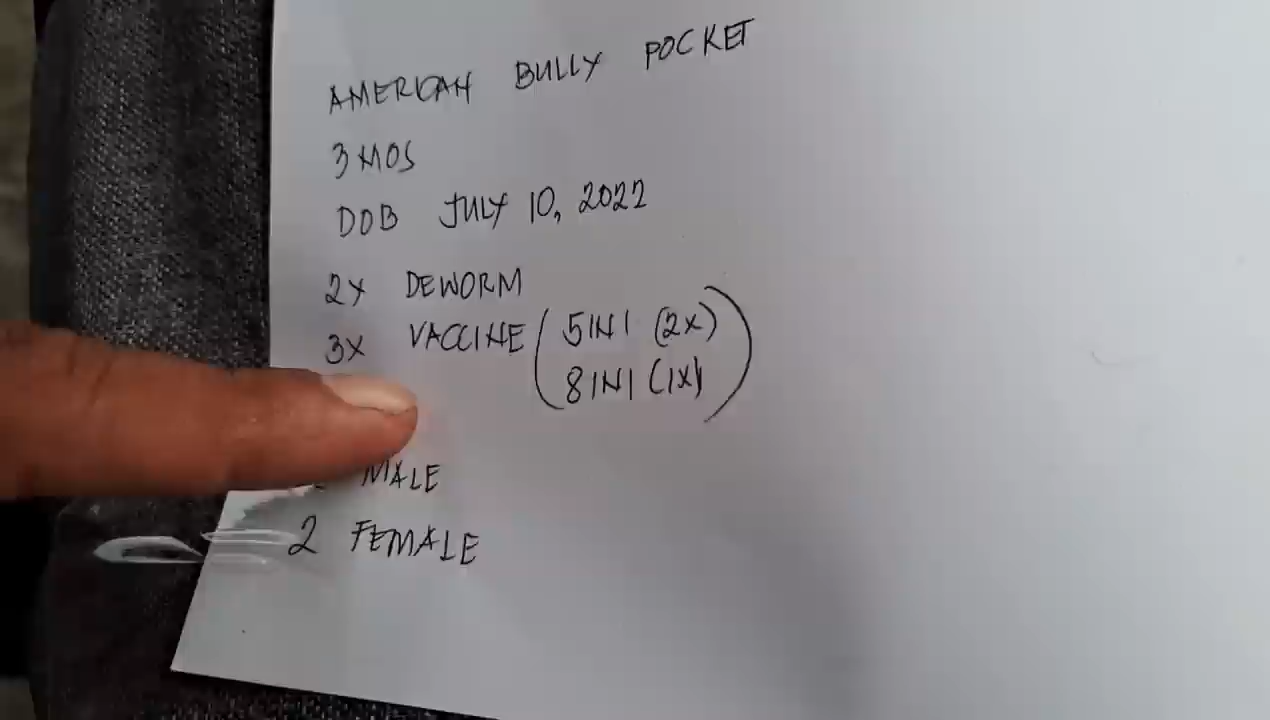 AMERICAN BULLY POCKET
3 MOS
DOB JULY 10, 2022
2X DEWORM
3X VACCINE (5IN1 (2X)
8IN1 (1X))
MALE
2 FEMALE